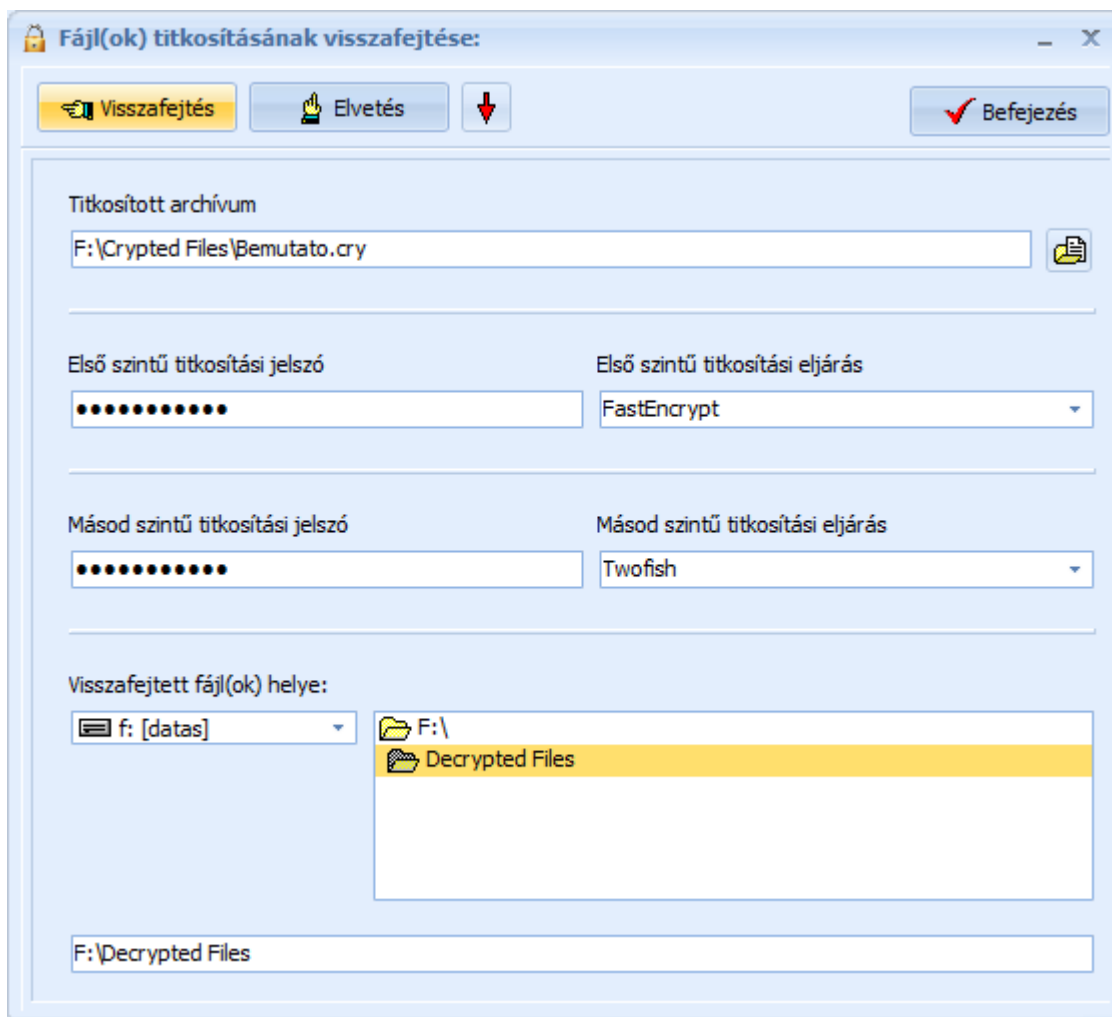 Fájl(ok) titkosításának visszafejtése:
Visszafejtés Elvetés Befejezés
Titkosított archívum
F:\Crypted Files\Bemutato.cry
Első szintű titkosítási jelszó Első szintű titkosítási eljárás
••••••••••• FastEncrypt
Másod szintű titkosítási jelszó Másod szintű titkosítási eljárás
••••••••••• Twofish
Visszafejtett fájl(ok) helye:
f: [datas] F:\
Decrypted Files
F:\Decrypted Files